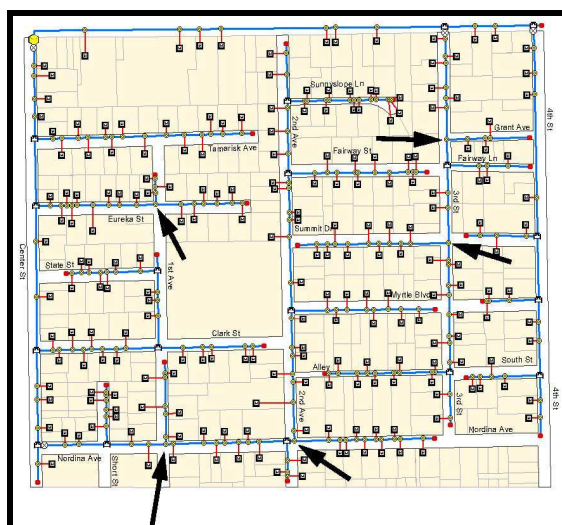 Sunnyslope Ln
4th St
Grant Ave
2nd Ave
Tamarisk Ave
Fairway St
Fairway Ln
3rd St
Eureka St
Summit Dr
Center St
State St
1st Ave
Myrtle Blvd
Clark St
South St
Alley
2nd Ave
3rd St
4th St
Nordina Ave
Nordina Ave
Short St